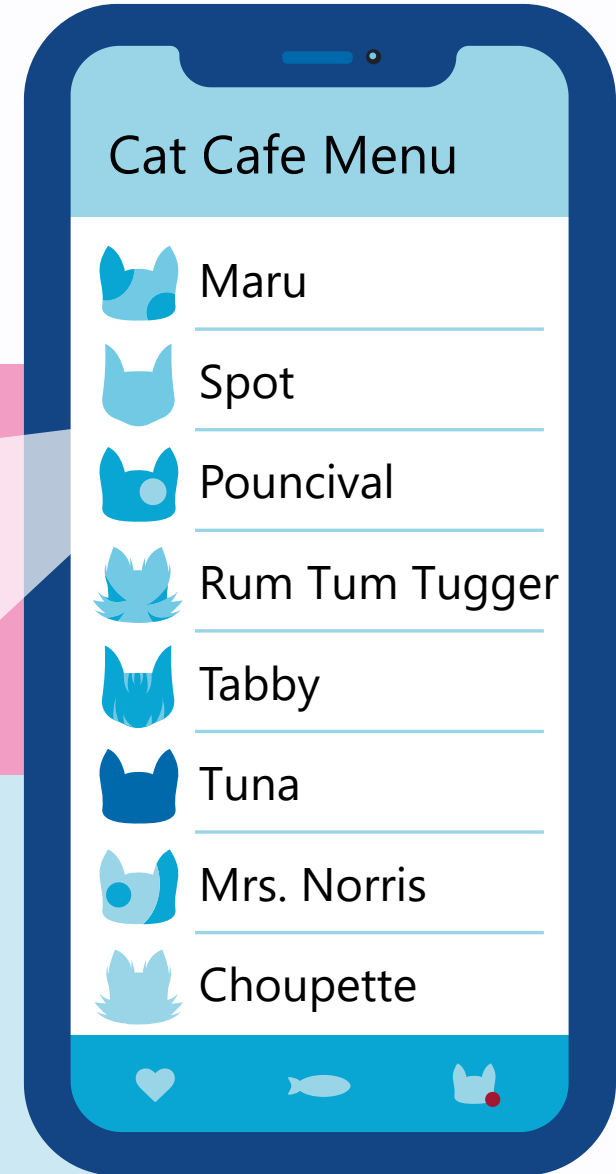 Cat Cafe Menu
Maru
Spot
Pouncival
Rum Tum Tugger
Tabby
Tuna
Mrs. Norris
Choupette